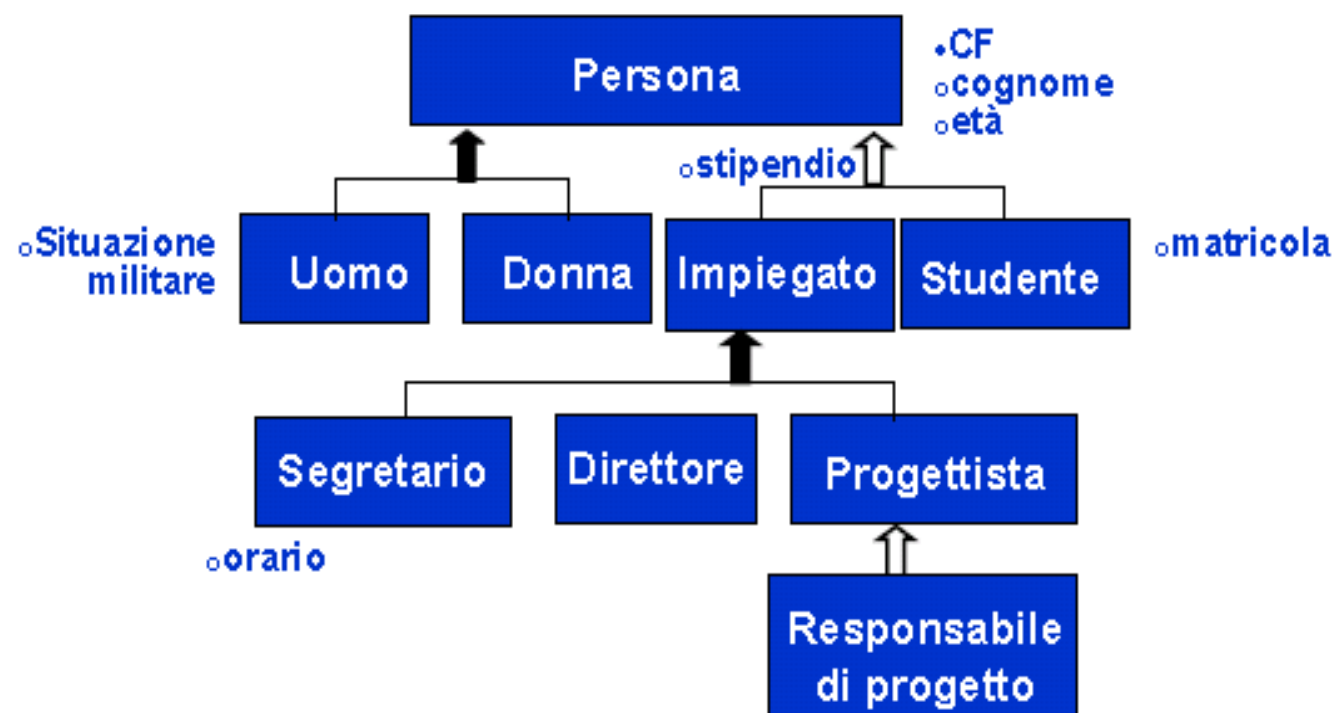 Persona
•CF
○cognome
○età
○stipendio
○Situazione
militare
Uomo
Donna
Impiegato
Studente
○matricola
Segretario
Direttore
Progettista
○orario
Responsabile
di progetto